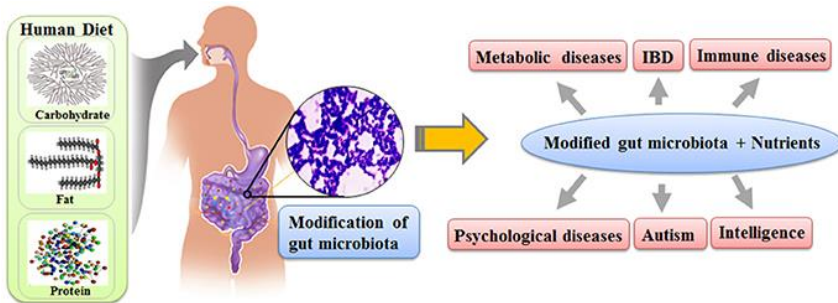 Human Diet
Carbohydrate
Fat
Protein
Modification of
gut microbiota
Metabolic diseases
IBD
Immune diseases
Modified gut microbiota + Nutrients
Psychological diseases
Autism
Intelligence